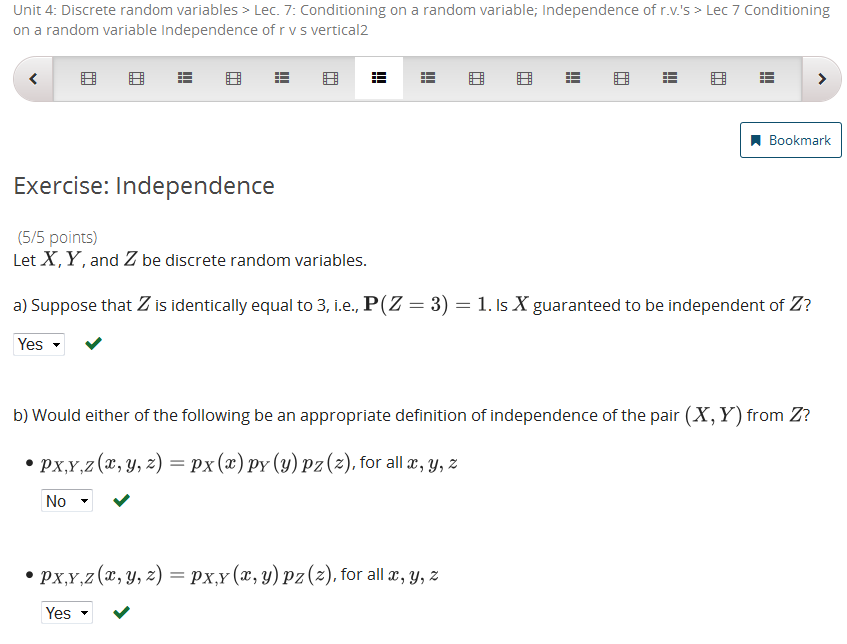 Unit 4: Discrete random variables > Lec. 7: Conditioning on a random variable; Independence of r.v.'s > Lec 7 Conditioning
on a random variable Independence of r v s vertical2
Bookmark
Exercise: Independence
(5/5 points)
Let X, Y, and Z be discrete random variables.
a) Suppose that Z is identically equal to 3, i.e., P(Z = 3) = 1. Is X guaranteed to be independent of Z?
Yes
b) Would either of the following be an appropriate definition of independence of the pair (X, Y) from Z?
• p_{X,Y,Z}(x, y, z) = p_X(x) p_Y(y) p_Z(z), for all x, y, z
No
• p_{X,Y,Z}(x, y, z) = p_{X,Y}(x, y) p_Z(z), for all x, y, z
Yes